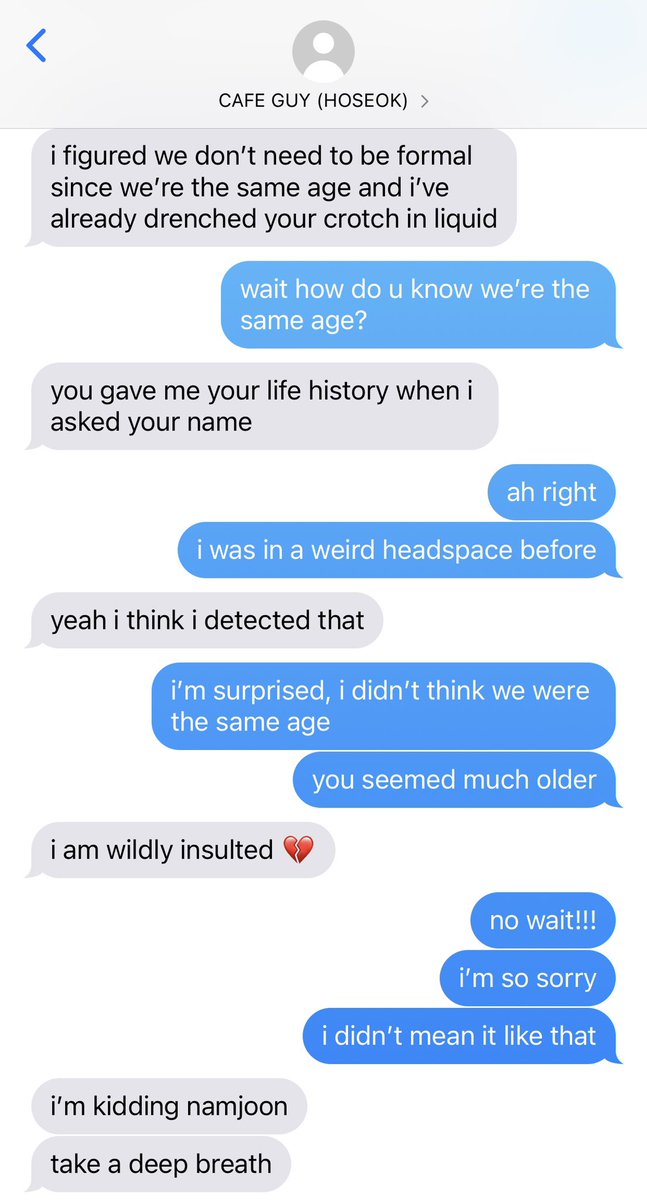 CAFE GUY (HOSEOK) >
i figured we don’t need to be formal
since we’re the same age and i’ve
already drenched your crotch in liquid
wait how do u know we’re the
same age?
you gave me your life history when i
asked your name
ah right
i was in a weird headspace before
yeah i think i detected that
i’m surprised, i didn’t think we were
the same age
you seemed much older
i am wildly insulted 💔
no wait!!!
i’m so sorry
i didn’t mean it like that
i’m kidding namjoon
take a deep breath